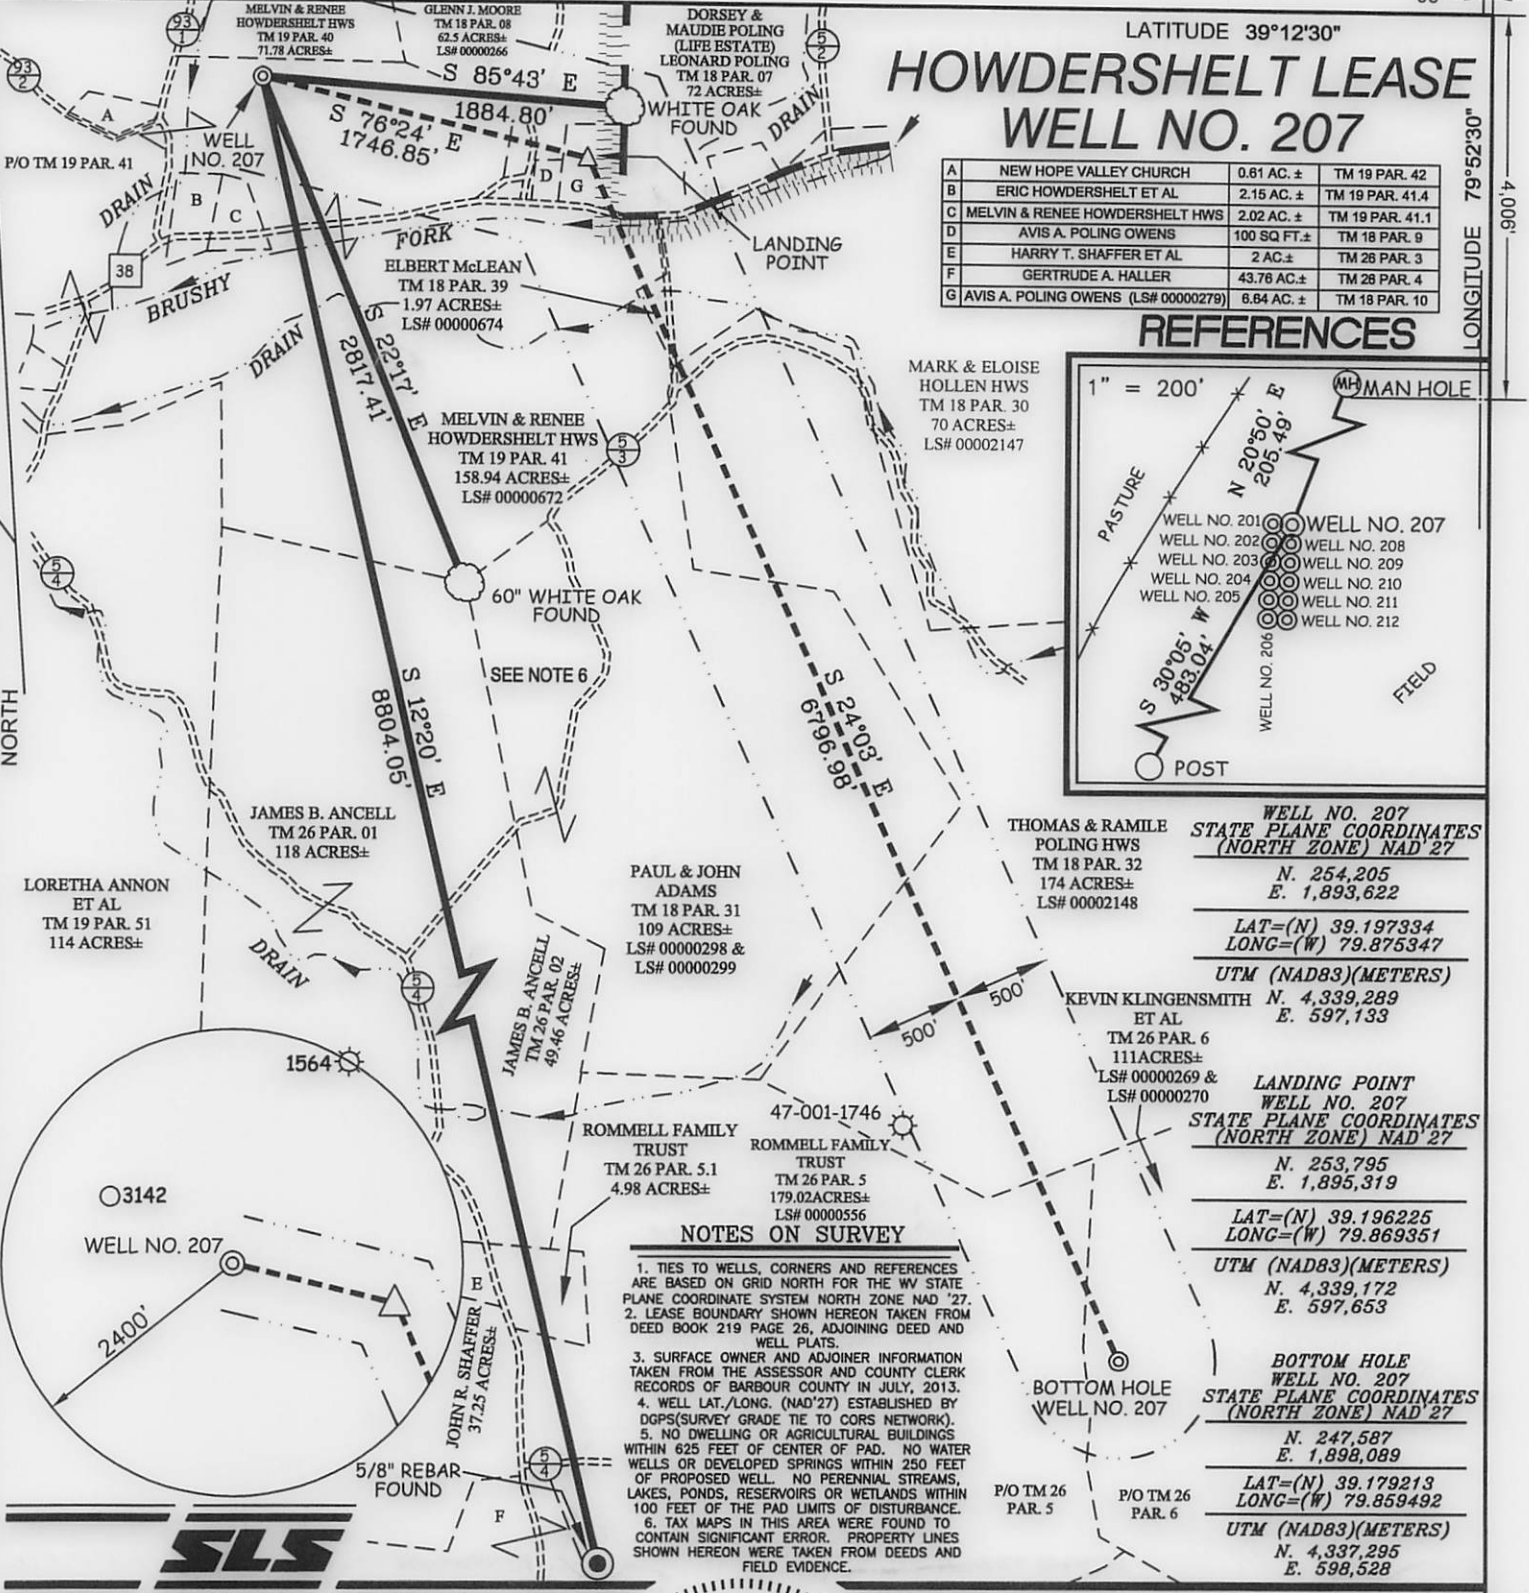 LATITUDE 39°12'30"
HOWDERSHELT LEASE
WELL NO. 207
LONGITUDE 79°52'30"
4,006'
93
1
93
2
MELVIN & RENEE
HOWDERSHELT HWS
TM 19 PAR. 40
71.78 ACRES±
GLENN J. MOORE
TM 18 PAR. 08
62.5 ACRES±
LS# 00000266
DORSEY &
MAUDIE POLING
(LIFE ESTATE)
LEONARD POLING
TM 18 PAR. 07
72 ACRES±
5
2
DRAIN
S 85°43' E
1884.80'
S 76°24' E
1746.85'
WHITE OAK
FOUND
A
WELL
NO. 207
P/O TM 19 PAR. 41
DRAIN
B
C
D
G
38
BRUSHY
FORK
LANDING
POINT
A NEW HOPE VALLEY CHURCH 0.61 AC. ± TM 19 PAR. 42
B ERIC HOWDERSHELT ET AL 2.15 AC. ± TM 19 PAR. 41.4
C MELVIN & RENEE HOWDERSHELT HWS 2.02 AC. ± TM 19 PAR. 41.1
D AVIS A. POLING OWENS 100 SQ FT.± TM 18 PAR. 9
E HARRY T. SHAFFER ET AL 2 AC.± TM 26 PAR. 3
F GERTRUDE A. HALLER 43.76 AC.± TM 26 PAR. 4
G AVIS A. POLING OWENS (LS# 00000279) 6.64 AC. ± TM 18 PAR. 10
REFERENCES
1" = 200'
MH MAN HOLE
N 20°50' E
205.49'
PASTURE
WELL NO. 201
WELL NO. 202
WELL NO. 203
WELL NO. 204
WELL NO. 205
WELL NO. 206
WELL NO. 207
WELL NO. 208
WELL NO. 209
WELL NO. 210
WELL NO. 211
WELL NO. 212
S 30°05' W
483.04'
FIELD
POST
ELBERT McLEAN
TM 18 PAR. 39
1.97 ACRES±
LS# 00000674
DRAIN
S 22°17' E
2817.41'
MELVIN & RENEE
HOWDERSHELT HWS
TM 19 PAR. 41
158.94 ACRES±
LS# 00000672
5
3
MARK & ELOISE
HOLLEN HWS
TM 18 PAR. 30
70 ACRES±
LS# 00002147
5
4
60" WHITE OAK
FOUND
SEE NOTE 6
NORTH
S 12°20' E
8804.05'
S 24°03' E
6796.98'
JAMES B. ANCELL
TM 26 PAR. 01
118 ACRES±
LORETHA ANNON
ET AL
TM 19 PAR. 51
114 ACRES±
DRAIN
5
4
JAMES B. ANCELL
TM 26 PAR. 02
49.46 ACRES±
PAUL & JOHN
ADAMS
TM 18 PAR. 31
109 ACRES±
LS# 00000298 &
LS# 00000299
THOMAS & RAMILE
POLING HWS
TM 18 PAR. 32
174 ACRES±
LS# 00002148
500'
500'
KEVIN KLINGENSMITH
ET AL
TM 26 PAR. 6
111ACRES±
LS# 00000269 &
LS# 00000270
47-001-1746
ROMMELL FAMILY
TRUST
TM 26 PAR. 5.1
4.98 ACRES±
ROMMELL FAMILY
TRUST
TM 26 PAR. 5
179.02ACRES±
LS# 00000556
1564
3142
WELL NO. 207
2400'
E
JOHN R. SHAFFER
37.25 ACRES±
5/8" REBAR
FOUND
5
4
F
SLS
NOTES ON SURVEY
1. TIES TO WELLS, CORNERS AND REFERENCES
ARE BASED ON GRID NORTH FOR THE WV STATE
PLANE COORDINATE SYSTEM NORTH ZONE NAD '27.
2. LEASE BOUNDARY SHOWN HEREON TAKEN FROM
DEED BOOK 219 PAGE 26, ADJOINING DEED AND
WELL PLATS.
3. SURFACE OWNER AND ADJOINER INFORMATION
TAKEN FROM THE ASSESSOR AND COUNTY CLERK
RECORDS OF BARBOUR COUNTY IN JULY, 2013.
4. WELL LAT./LONG. (NAD'27) ESTABLISHED BY
DGPS(SURVEY GRADE TIE TO CORS NETWORK).
5. NO DWELLING OR AGRICULTURAL BUILDINGS
WITHIN 625 FEET OF CENTER OF PAD. NO WATER
WELLS OR DEVELOPED SPRINGS WITHIN 250 FEET
OF PROPOSED WELL. NO PERENNIAL STREAMS,
LAKES, PONDS, RESERVOIRS OR WETLANDS WITHIN
100 FEET OF THE PAD LIMITS OF DISTURBANCE.
6. TAX MAPS IN THIS AREA WERE FOUND TO
CONTAIN SIGNIFICANT ERROR. PROPERTY LINES
SHOWN HEREON WERE TAKEN FROM DEEDS AND
FIELD EVIDENCE.
BOTTOM HOLE
WELL NO. 207
P/O TM 26
PAR. 5
P/O TM 26
PAR. 6
WELL NO. 207
STATE PLANE COORDINATES
(NORTH ZONE) NAD'27
N. 254,205
E. 1,893,622
LAT=(N) 39.197334
LONG=(W) 79.875347
UTM (NAD83)(METERS)
N. 4,339,289
E. 597,133
LANDING POINT
WELL NO. 207
STATE PLANE COORDINATES
(NORTH ZONE) NAD'27
N. 253,795
E. 1,895,319
LAT=(N) 39.196225
LONG=(W) 79.869351
UTM (NAD83)(METERS)
N. 4,339,172
E. 597,653
BOTTOM HOLE
WELL NO. 207
STATE PLANE COORDINATES
(NORTH ZONE) NAD'27
N. 247,587
E. 1,898,089
LAT=(N) 39.179213
LONG=(W) 79.859492
UTM (NAD83)(METERS)
N. 4,337,295
E. 598,528